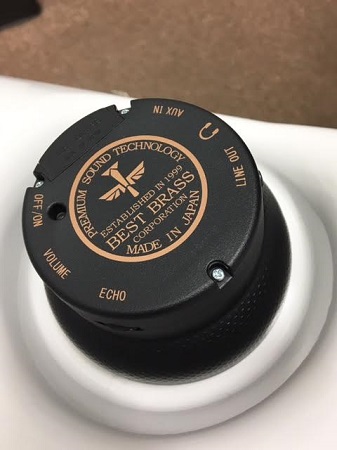 PREMIUM SOUND TECHNOLOGY
ESTABLISHED IN 1999
BEST BRASS
CORPORATION
MADE IN JAPAN
AUX IN
LINE OUT
OFF/ON
VOLUME
ECHO